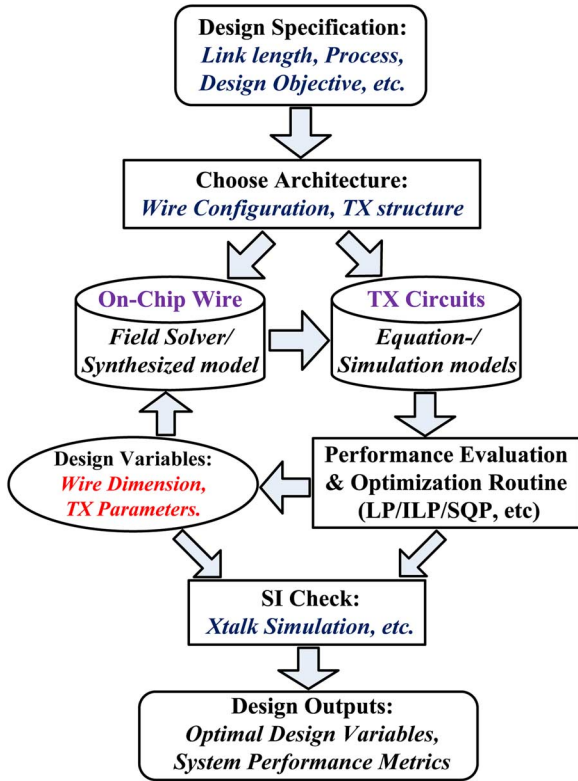 Design Specification:
Link length, Process,
Design Objective, etc.
Choose Architecture:
Wire Configuration, TX structure
On-Chip Wire
Field Solver/
Synthesized model
TX Circuits
Equation-/
Simulation models
Design Variables:
Wire Dimension,
TX Parameters.
Performance Evaluation
& Optimization Routine
(LP/ILP/SQP, etc)
SI Check:
Xtalk Simulation, etc.
Design Outputs:
Optimal Design Variables,
System Performance Metrics